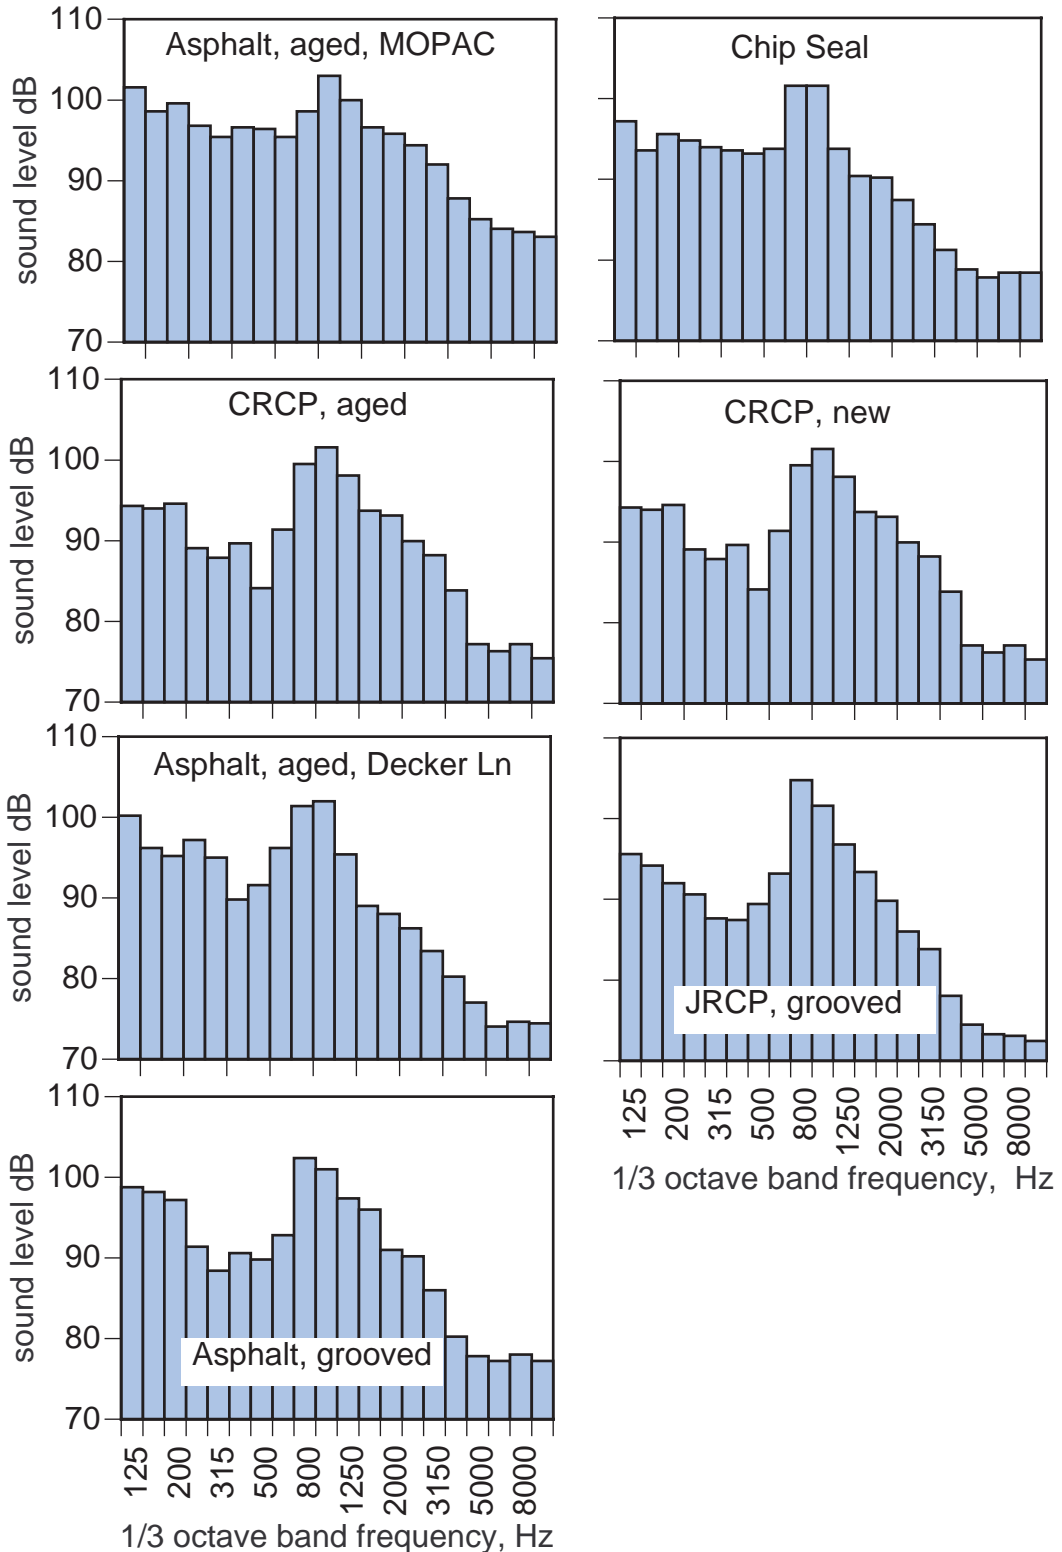 Asphalt, aged, MOPAC
sound level dB
110
100
90
80
70
Chip Seal
CRCP, aged
sound level dB
110
100
90
80
70
CRCP, new
Asphalt, aged, Decker Ln
sound level dB
110
100
90
80
70
JRCP, grooved
125 200 315 500 800 1250 2000 3150 5000 8000
1/3 octave band frequency, Hz
Asphalt, grooved
sound level dB
110
100
90
80
70
125 200 315 500 800 1250 2000 3150 5000 8000
1/3 octave band frequency, Hz